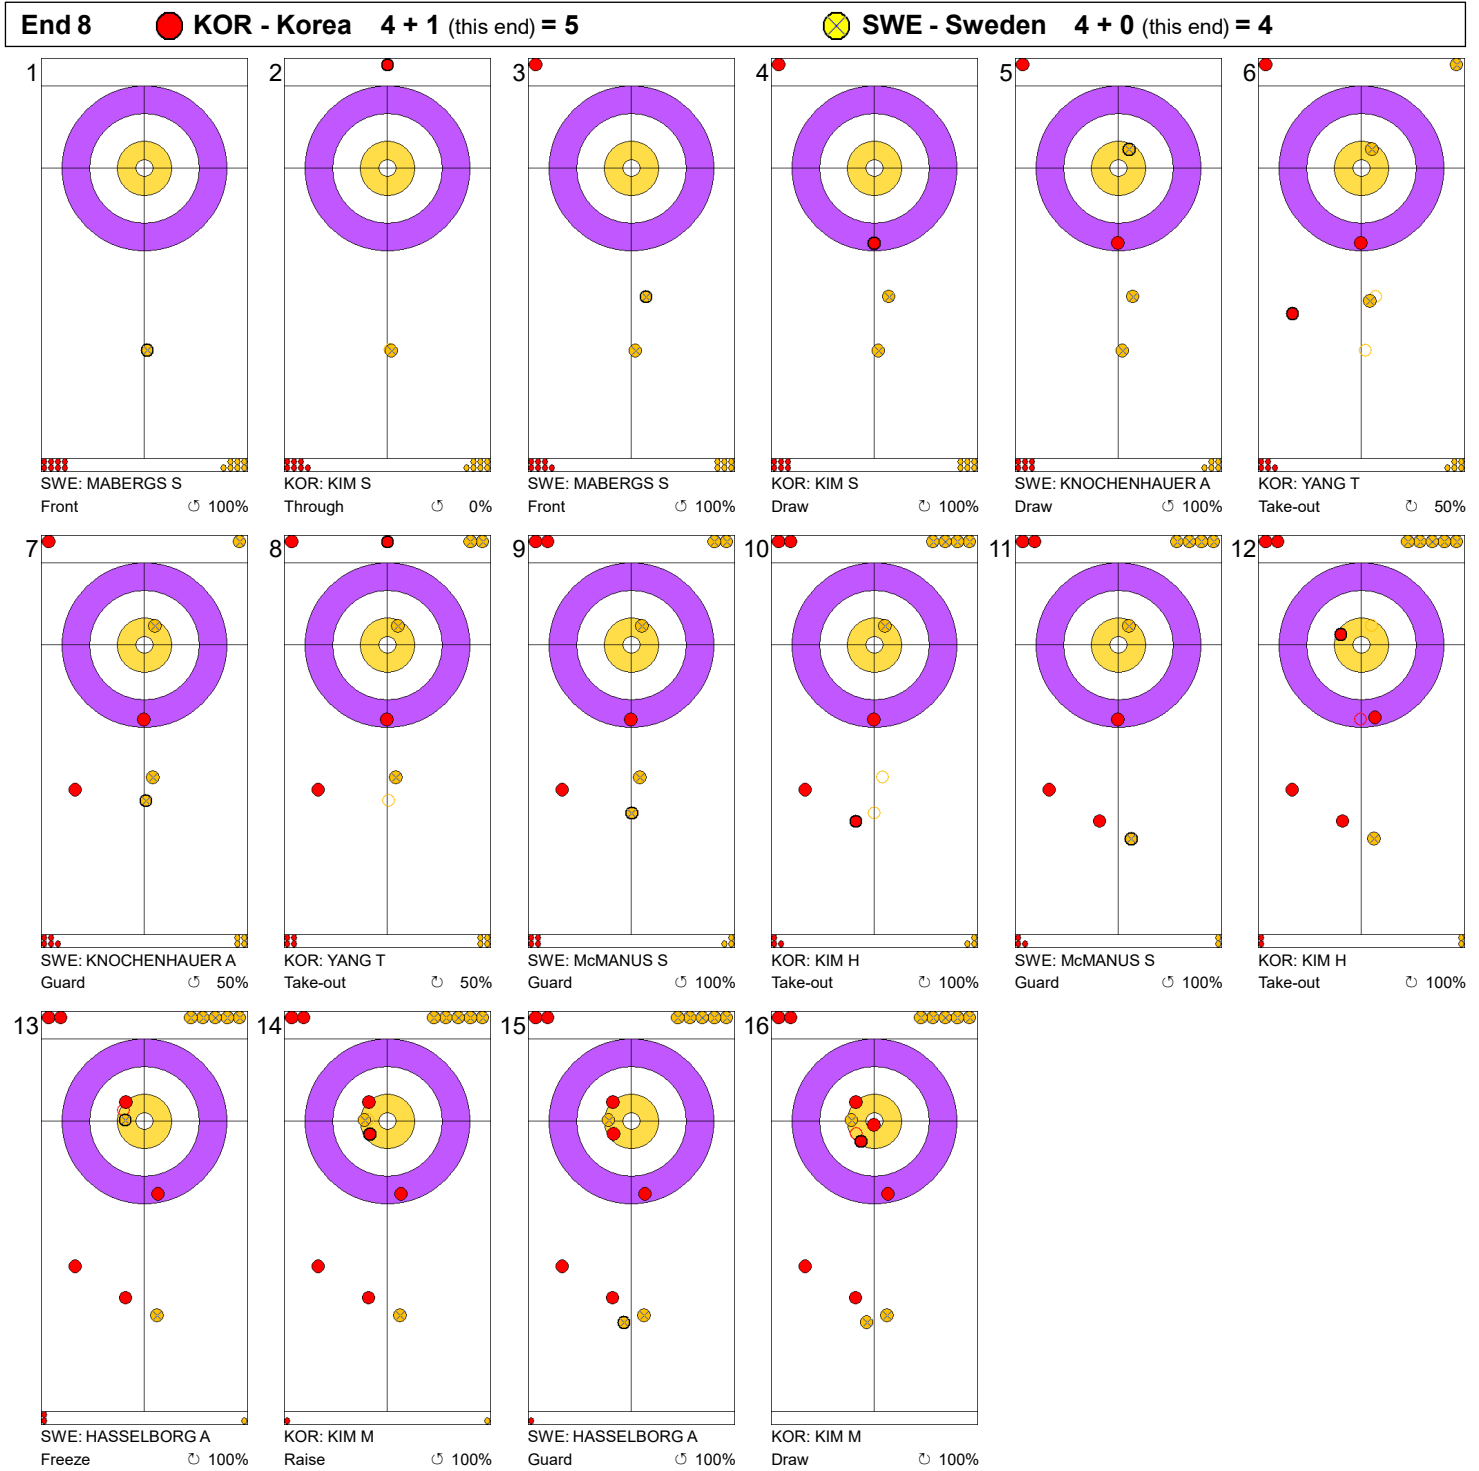 End 8 KOR - Korea 4 + 1 (this end) = 5 SWE - Sweden 4 + 0 (this end) = 4
1 2 3 4 5 6
SWE: MABERGS S KOR: KIM S SWE: MABERGS S KOR: KIM S SWE: KNOCHENHAUER A KOR: YANG T
Front ↺ 100% Through ↺ 0% Front ↺ 100% Draw ↺ 100% Draw ↺ 100% Take-out ↻ 50%
7 8 9 10 11 12
SWE: KNOCHENHAUER A KOR: YANG T SWE: McMANUS S KOR: KIM H SWE: McMANUS S KOR: KIM H
Guard ↺ 50% Take-out ↺ 50% Guard ↺ 100% Take-out ↻ 100% Guard ↺ 100% Take-out ↻ 100%
13 14 15 16
SWE: HASSELBORG A KOR: KIM M SWE: HASSELBORG A KOR: KIM M
Freeze ↻ 100% Raise ↻ 100% Guard ↺ 100% Draw ↻ 100%